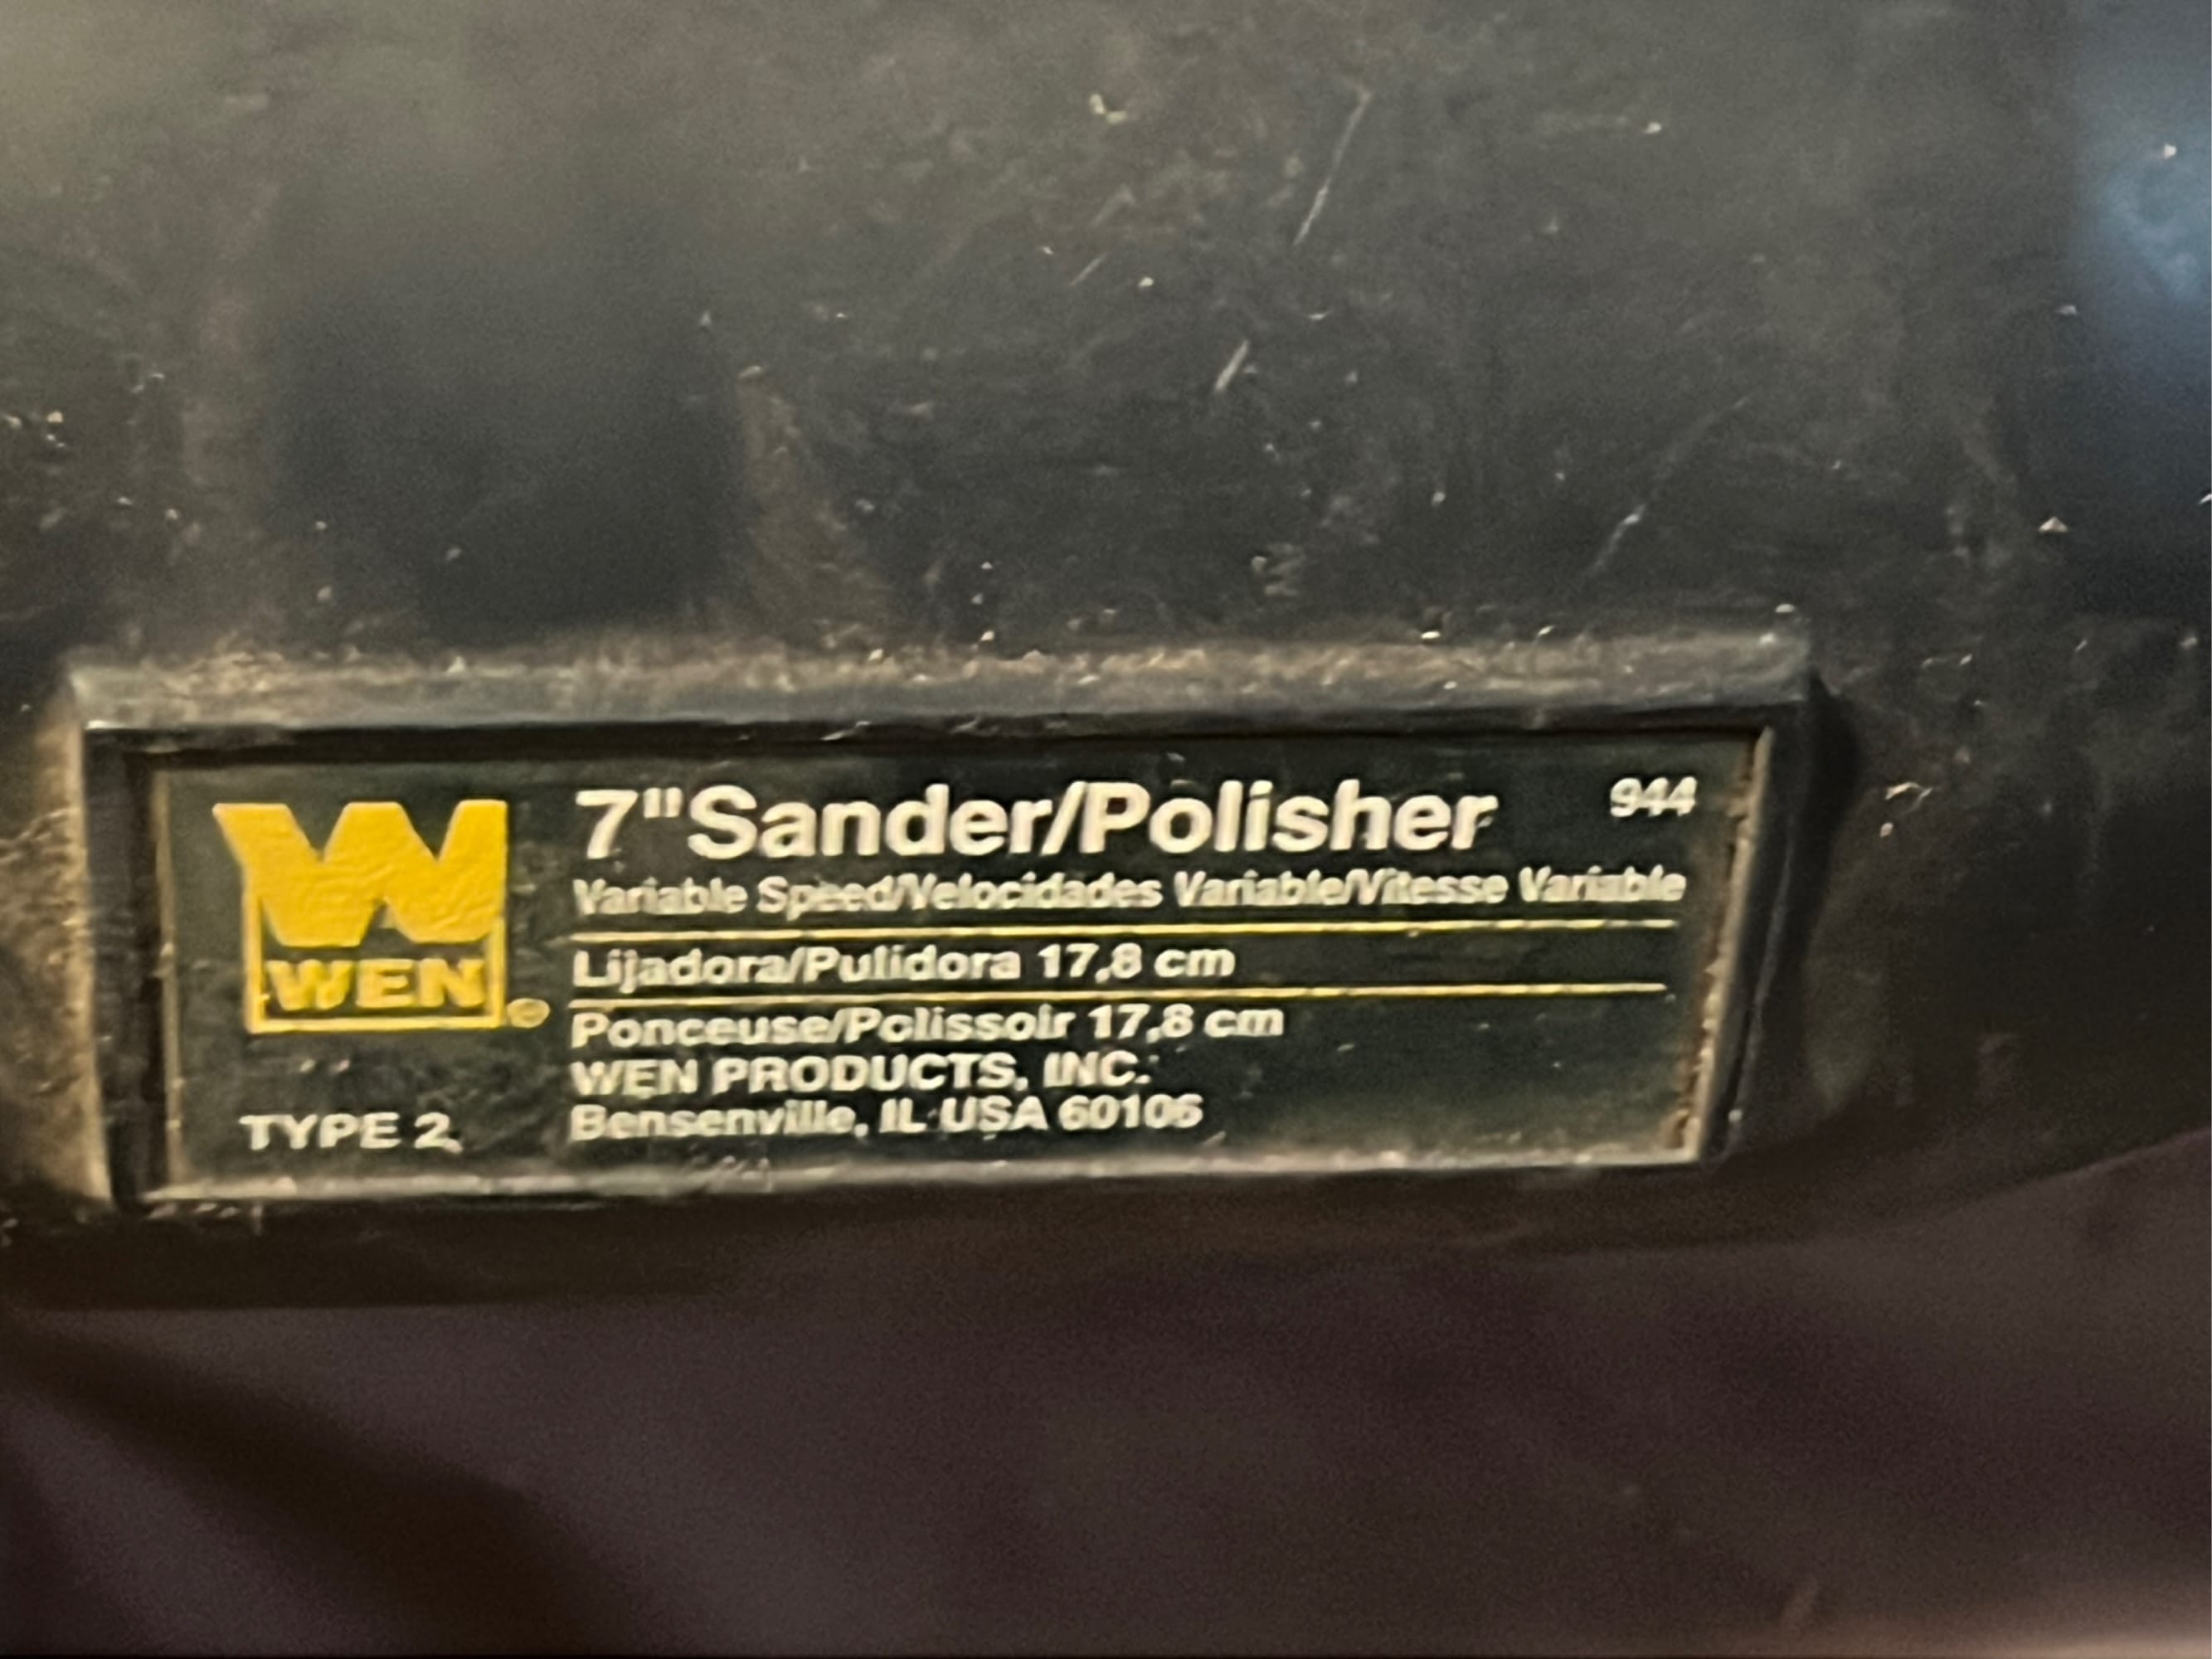 7" Sander/Polisher 944
Variable Speed/Velocidades Variable/Vitesse Variable
Lijadora/Pulidora 17,8 cm
Ponceuse/Polissoir 17,8 cm
WEN PRODUCTS, INC.
Bensenville, IL USA 60106
W
WEN
®
TYPE 2